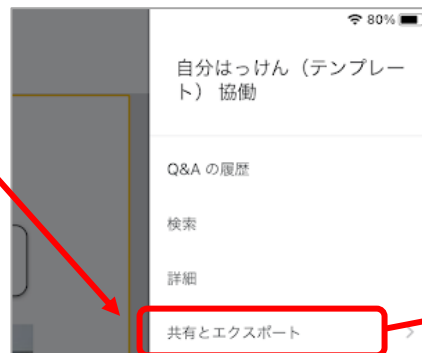 80%
自分はっけん（テンプレー
ト） 協働
Q&A の履歴
検索
詳細
共有とエクスポート